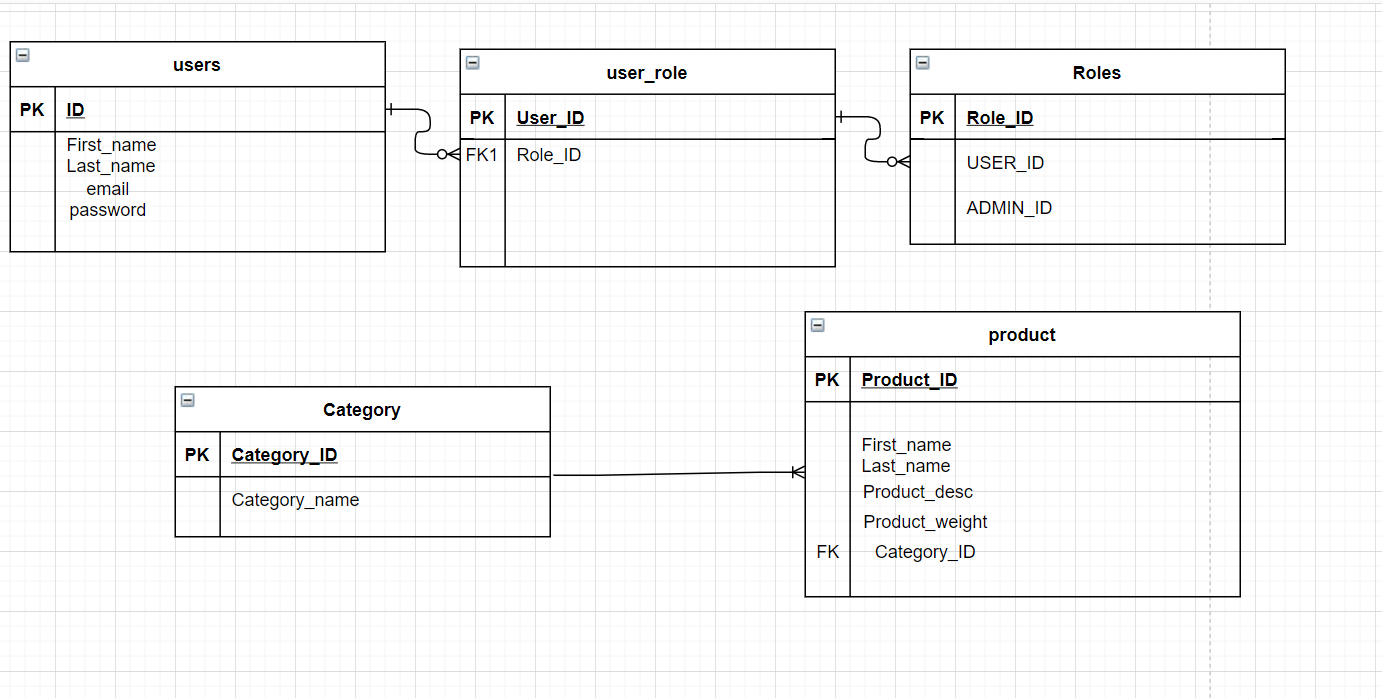 users
PK ID
First_name
Last_name
email
password
user_role
PK User_ID
FK1 Role_ID
Roles
PK Role_ID
USER_ID
ADMIN_ID
Category
PK Category_ID
Category_name
product
PK Product_ID
First_name
Last_name
Product_desc
Product_weight
FK Category_ID